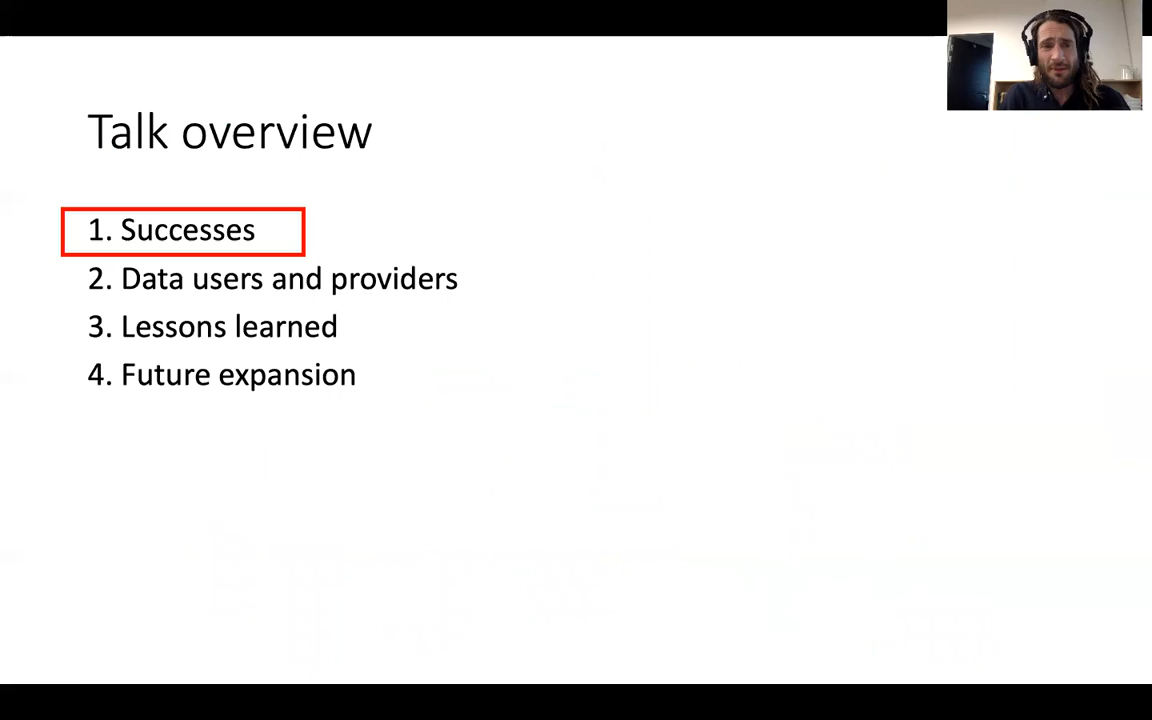 Talk overview
1. Successes
2. Data users and providers
3. Lessons learned
4. Future expansion